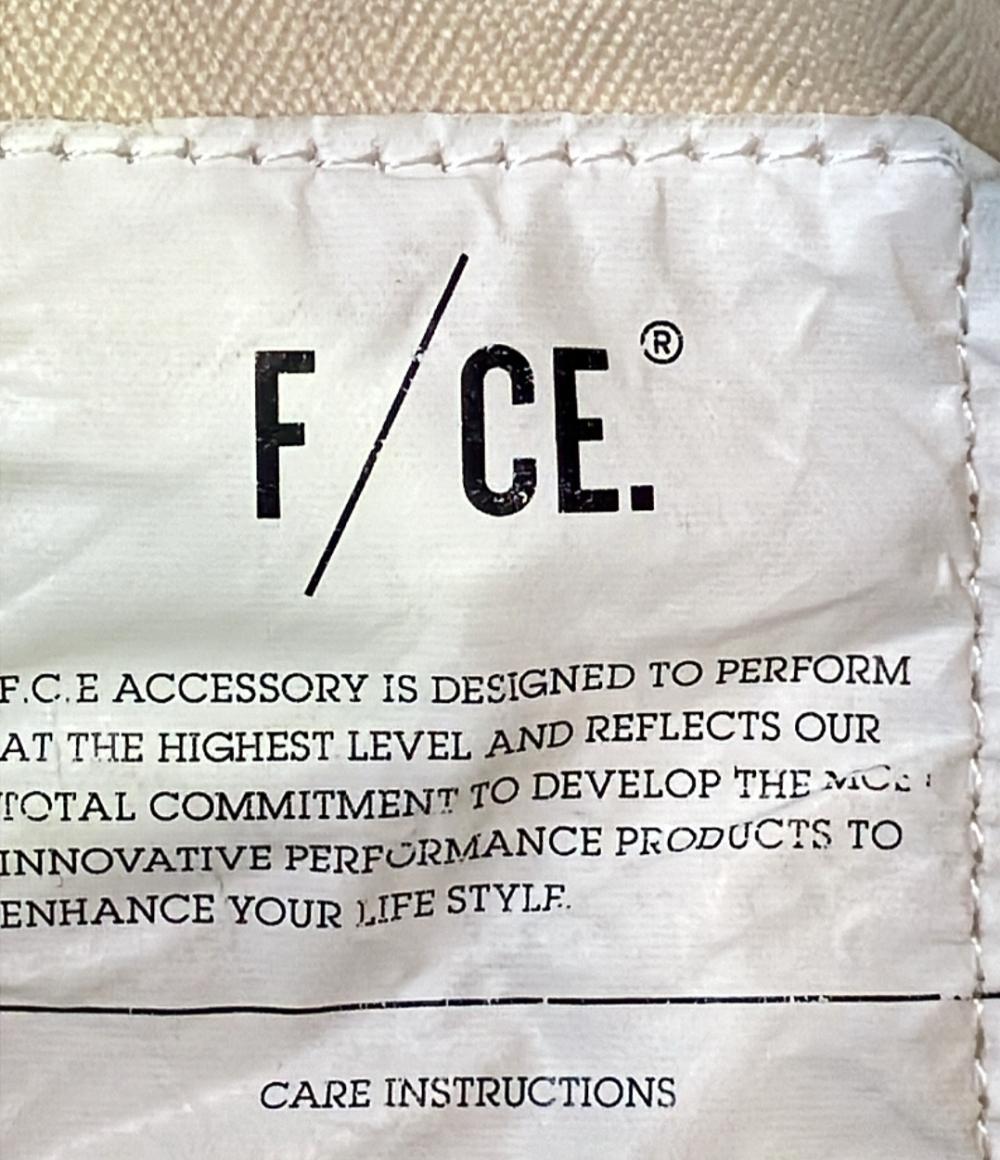 F/CE.®
F.C.E ACCESSORY IS DESIGNED TO PERFORM
AT THE HIGHEST LEVEL AND REFLECTS OUR
TOTAL COMMITMENT TO DEVELOP THE
INNOVATIVE PERFORMANCE PRODUCTS TO
ENHANCE YOUR LIFE STYLE.
CARE INSTRUCTIONS